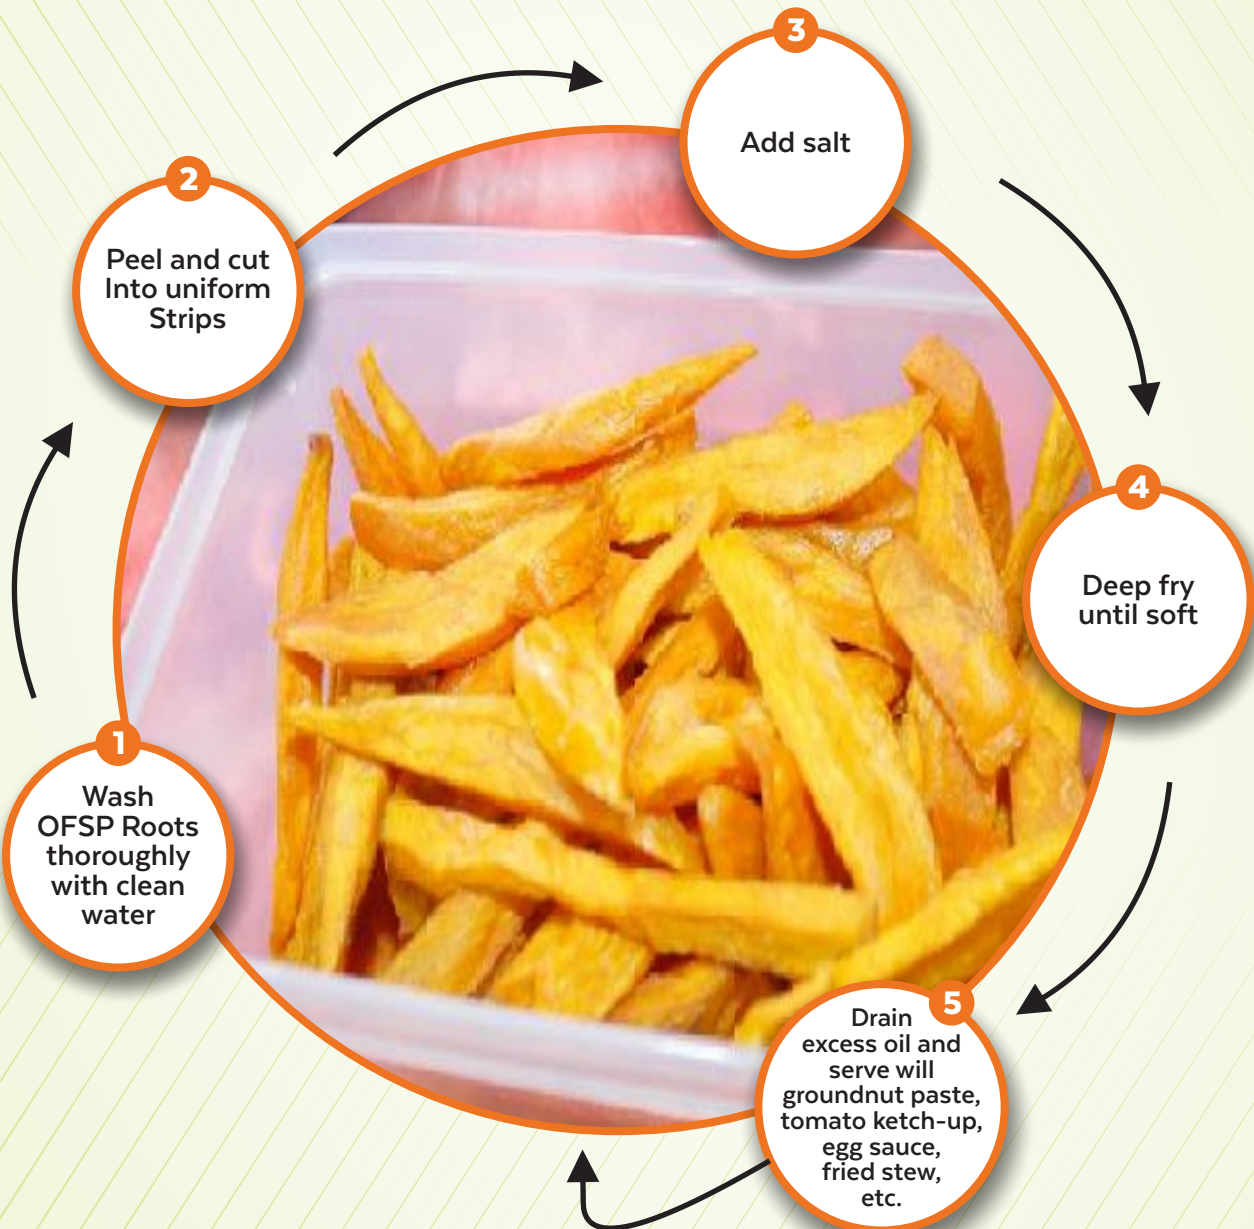 1
Wash
OFSP Roots
thoroughly
with clean
water
2
Peel and cut
Into uniform
Strips
3
Add salt
4
Deep fry
until soft
5
Drain
excess oil and
serve will
groundnut paste,
tomato ketch-up,
egg sauce,
fried stew,
etc.